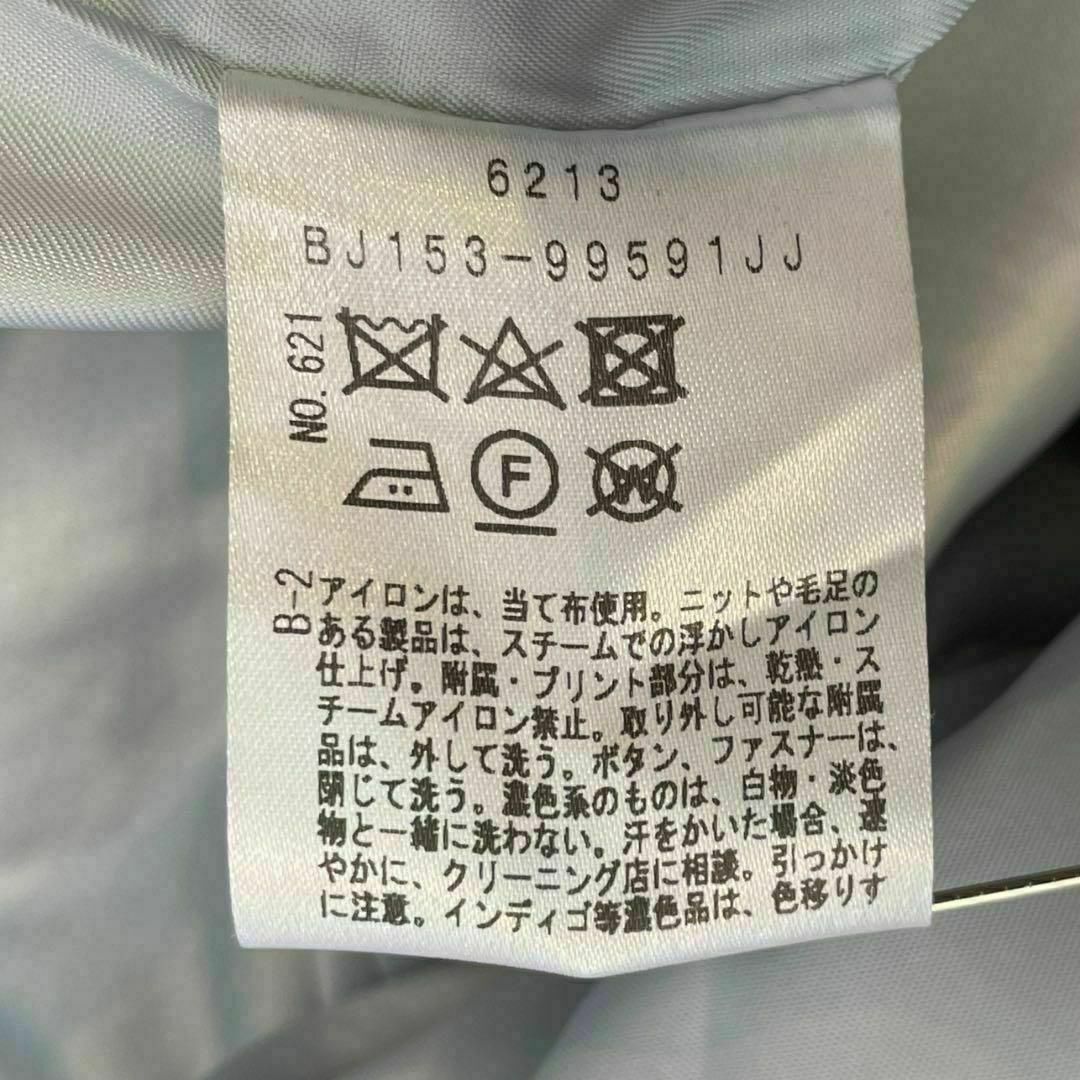 6213
BJ153-99591JJ
NO. 621
F
W
B-2
アイロンは、当て布使用。ニットや毛足の
ある製品は、スチームでの浮かしアイロン
仕上げ。附属・プリント部分は、乾熱・ス
チームアイロン禁止。取り外し可能な附属
品は、外して洗う。ボタン、ファスナーは、
閉じて洗う。濃色系のものは、白物・淡色
物と一緒に洗わない。汗をかいた場合、速
やかに、クリーニング店に相談。引っかけ
に注意。インディゴ等濃色品は、色移りす